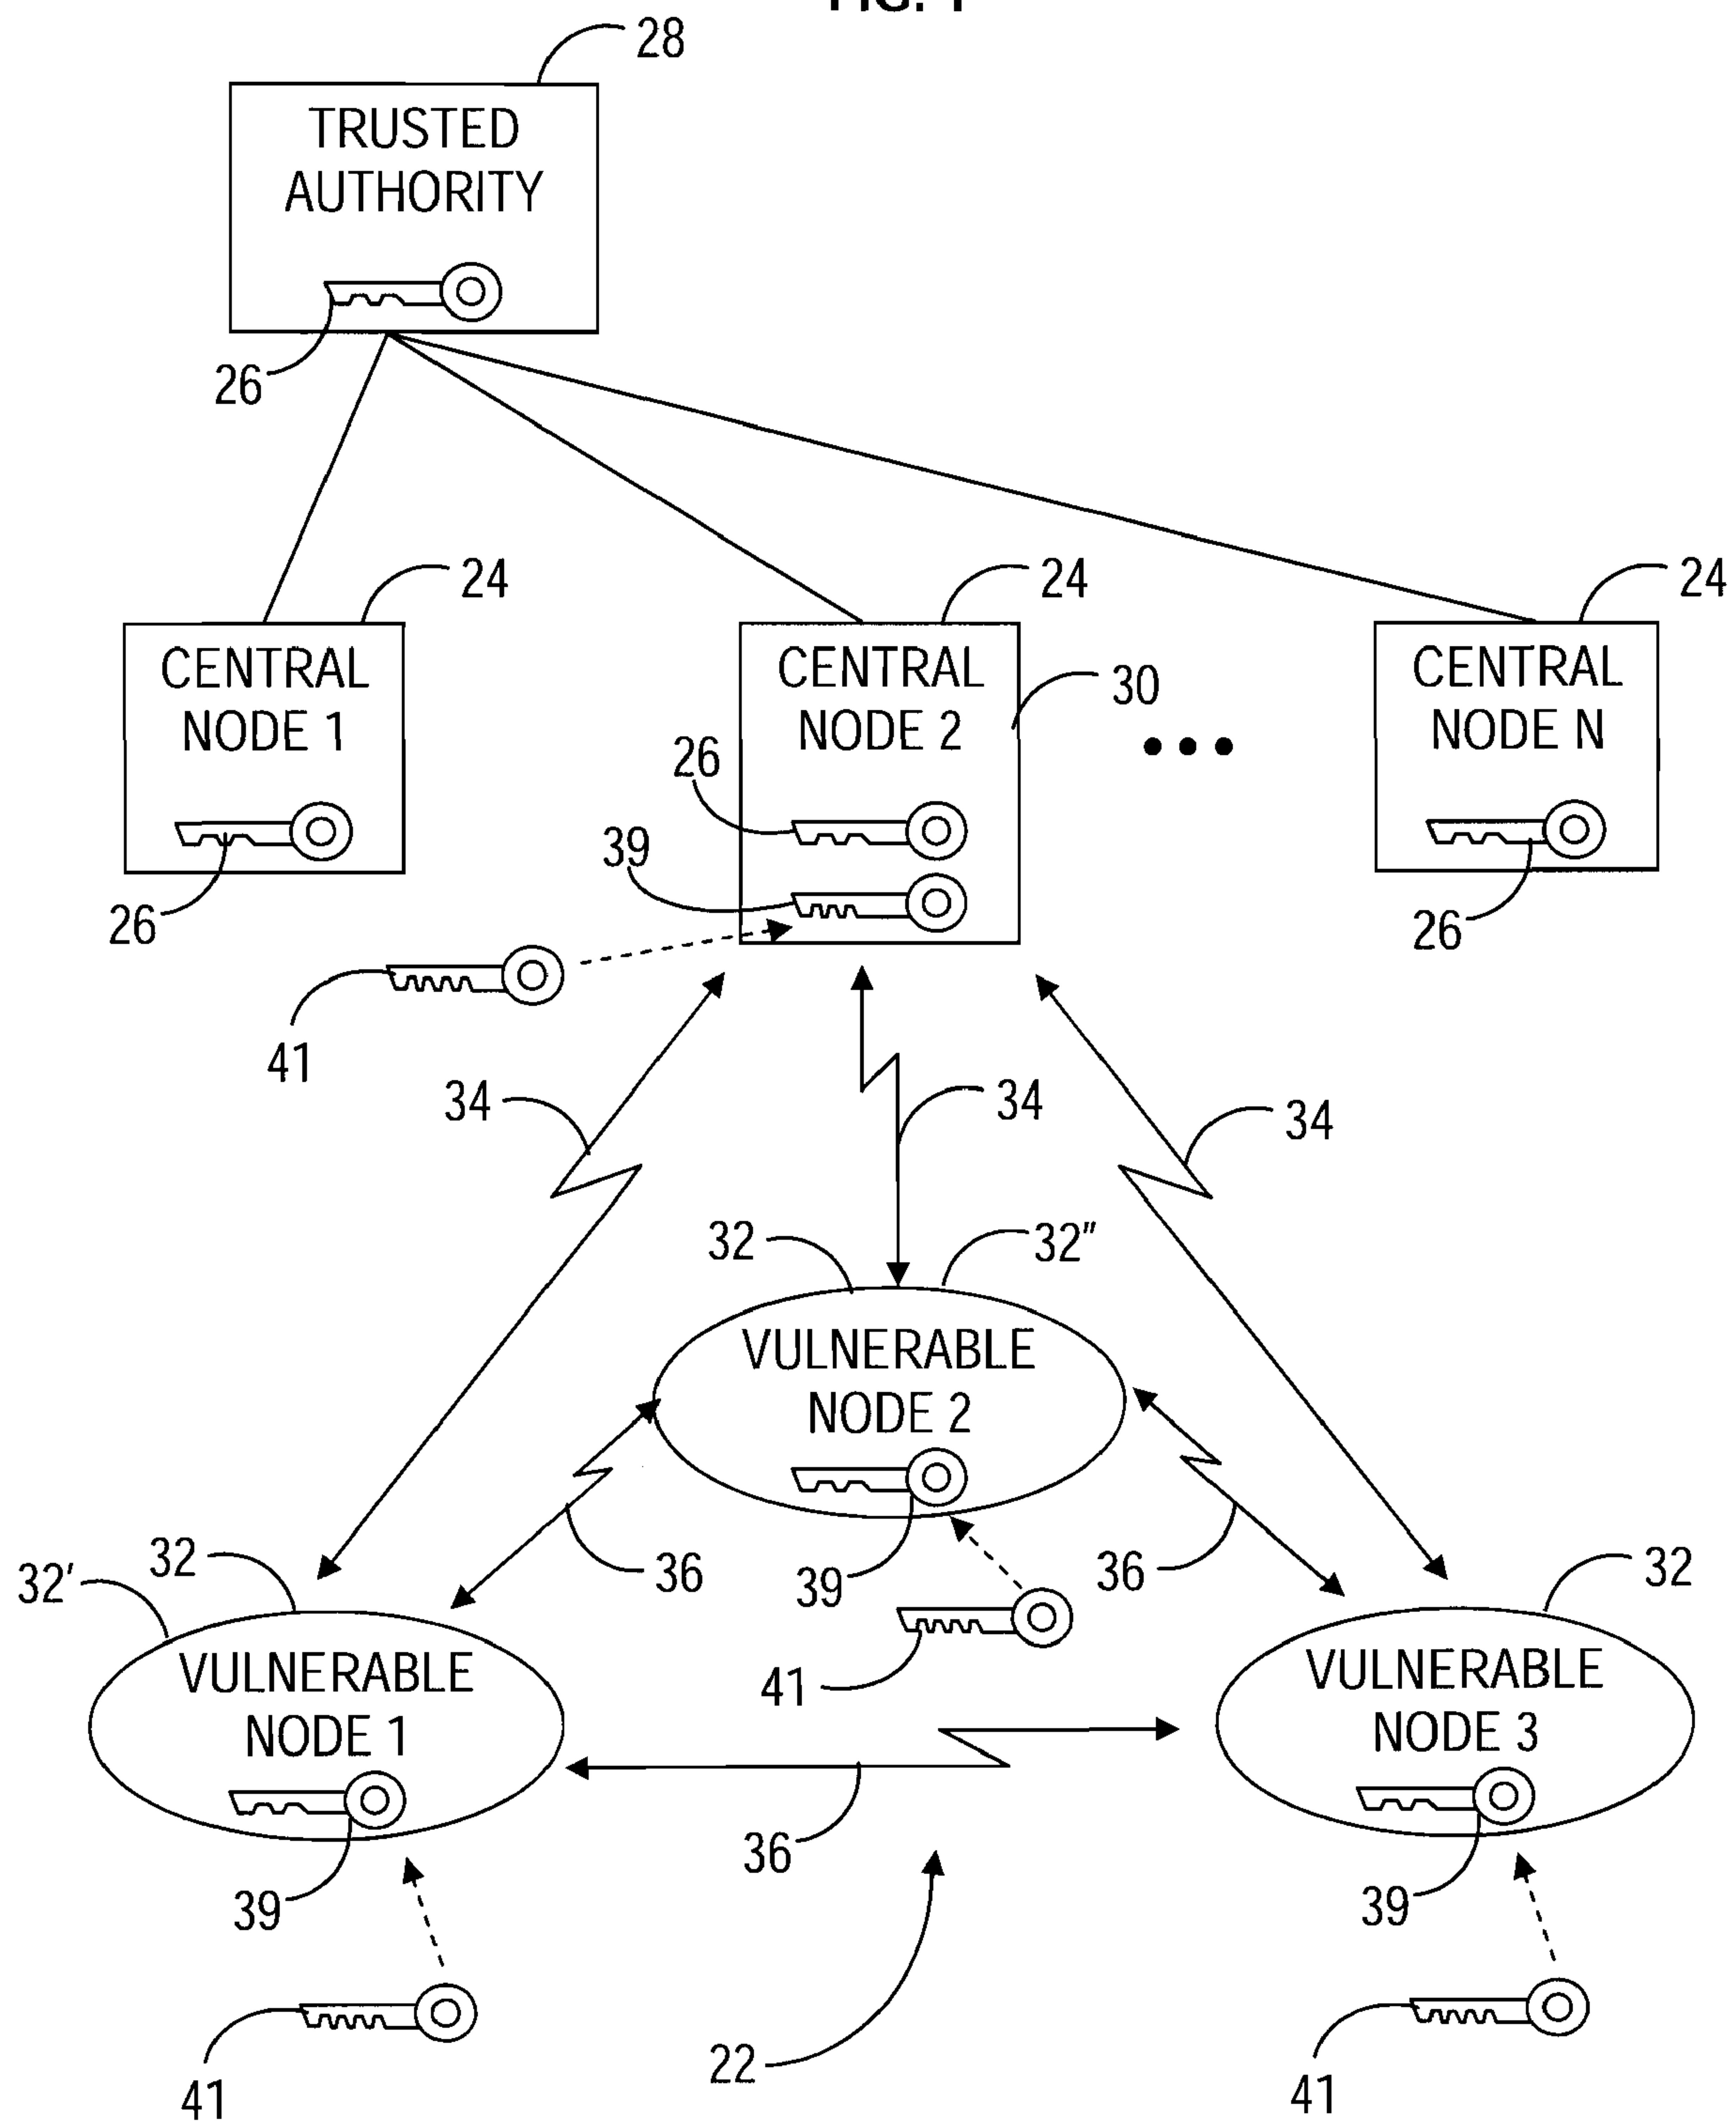 FIG. 1
28
TRUSTED
AUTHORITY
26
24
24
24
CENTRAL
NODE 1
CENTRAL
NODE 2
30
CENTRAL
NODE N
26
39
26
26
41
34
34
34
32
32"
VULNERABLE
NODE 2
32'
32
36
39
36
32
41
VULNERABLE
NODE 1
VULNERABLE
NODE 3
36
39
39
22
41
41